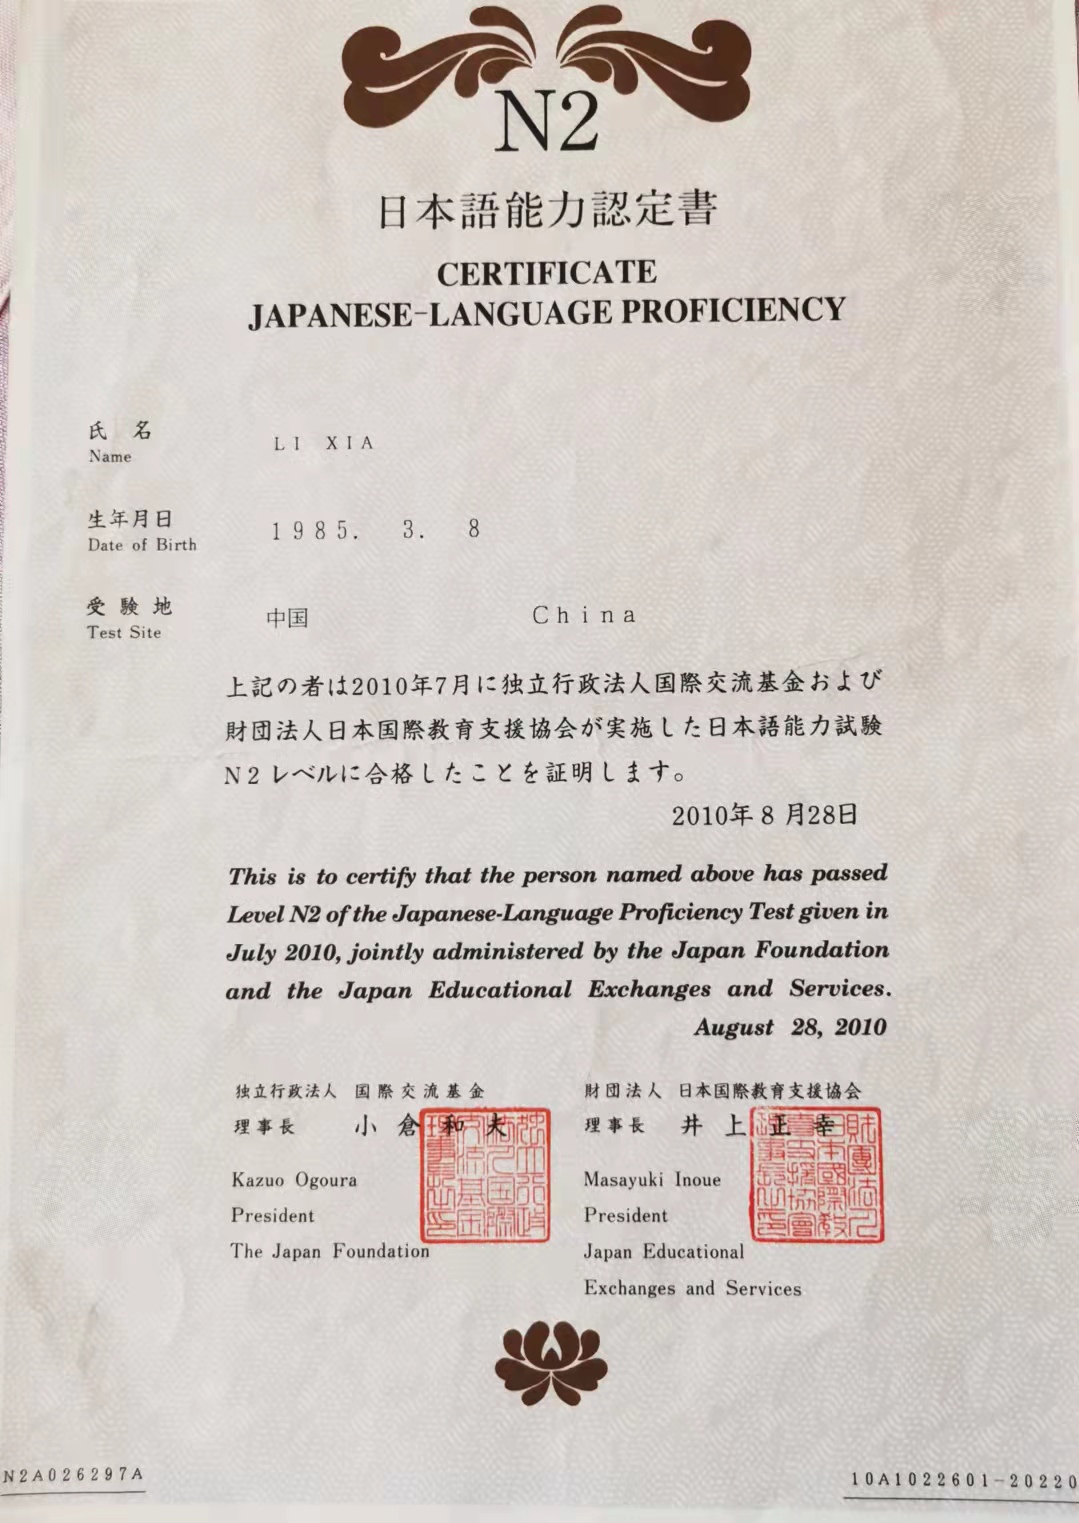 N2
日本語能力認定書
CERTIFICATE
JAPANESE-LANGUAGE PROFICIENCY
氏 名
Name
LI XIA
生年月日
Date of Birth
1985. 3. 8
受 験 地
Test Site
中国 China
上記の者は2010年7月に独立行政法人国際交流基金および
財団法人日本国際教育支援協会が実施した日本語能力試験
N2レベルに合格したことを証明します。
2010年8月28日
This is to certify that the person named above has passed
Level N2 of the Japanese-Language Proficiency Test given in
July 2010, jointly administered by the Japan Foundation
and the Japan Educational Exchanges and Services.
August 28, 2010
独立行政法人 国際交流基金
理事長 小倉和夫
Kazuo Ogoura
President
The Japan Foundation
財団法人 日本国際教育支援協会
理事長 井上正幸
Masayuki Inoue
President
Japan Educational
Exchanges and Services
N2A026297A
10A1022601-20220